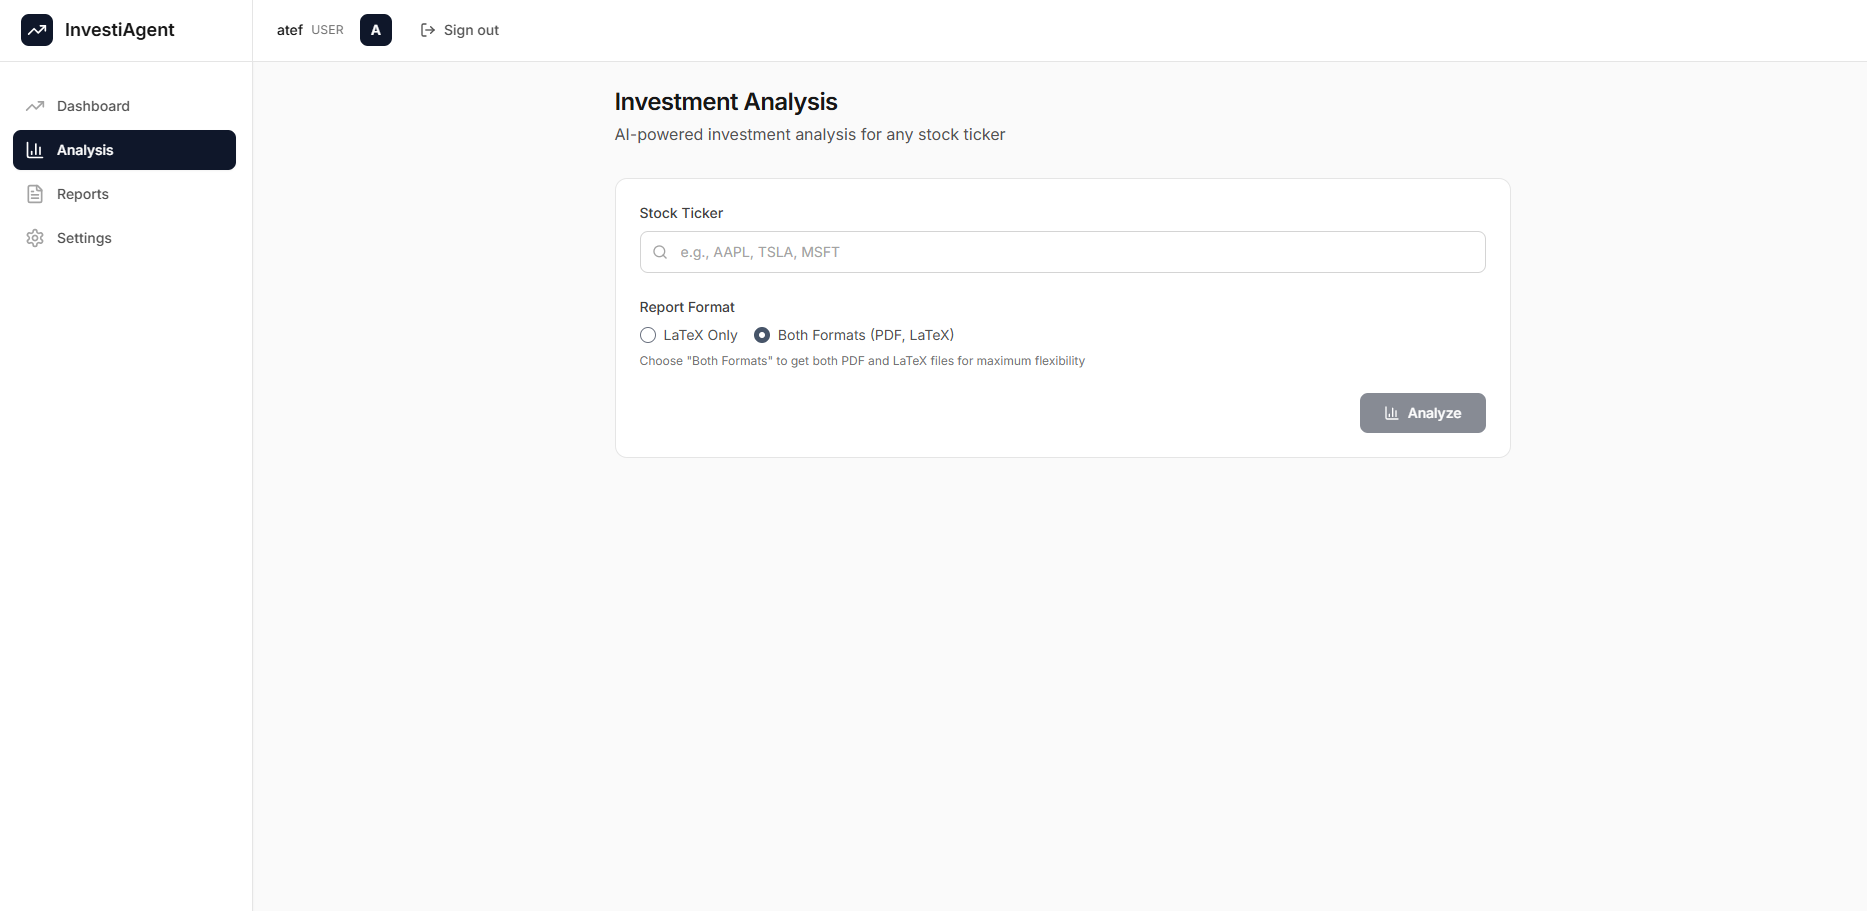 InvestiAgent
atef USER A Sign out
Dashboard
Analysis
Reports
Settings
Investment Analysis
AI-powered investment analysis for any stock ticker
Stock Ticker
e.g., AAPL, TSLA, MSFT
Report Format
LaTeX Only Both Formats (PDF, LaTeX)
Choose "Both Formats" to get both PDF and LaTeX files for maximum flexibility
Analyze